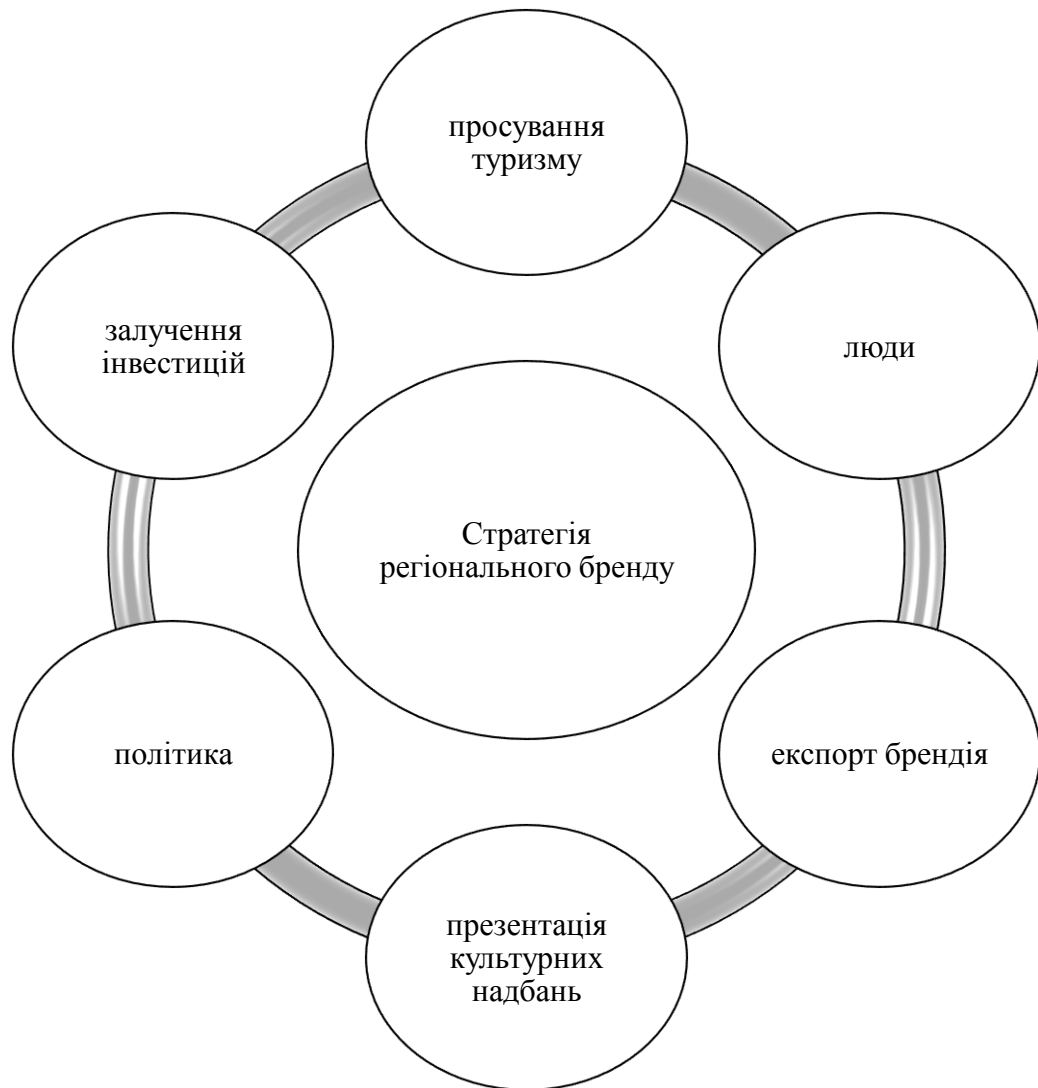 просування
туризму
залучення
інвестицій
люди
Стратегія
регіонального бренду
політика
експорт брендія
презентація
культурних
надбань